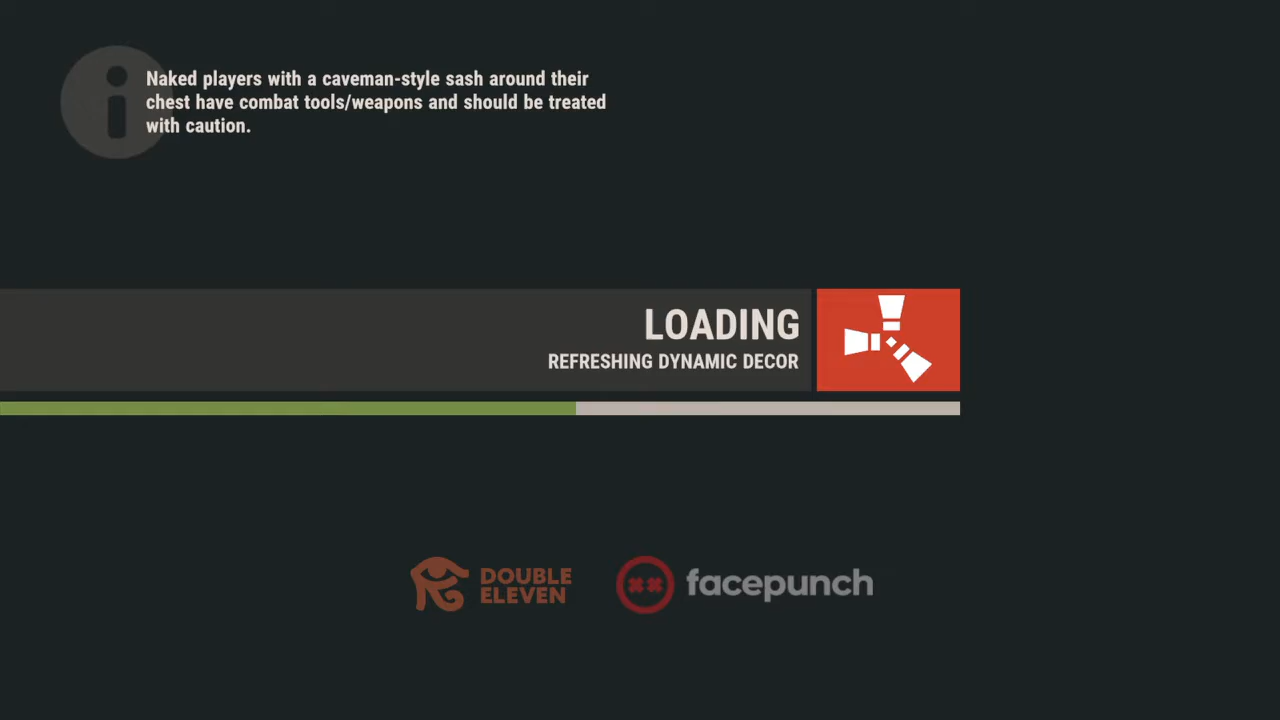 Naked players with a caveman-style sash around their
chest have combat tools/weapons and should be treated
with caution.
LOADING
REFRESHING DYNAMIC DECOR
DOUBLE
ELEVEN
facepunch